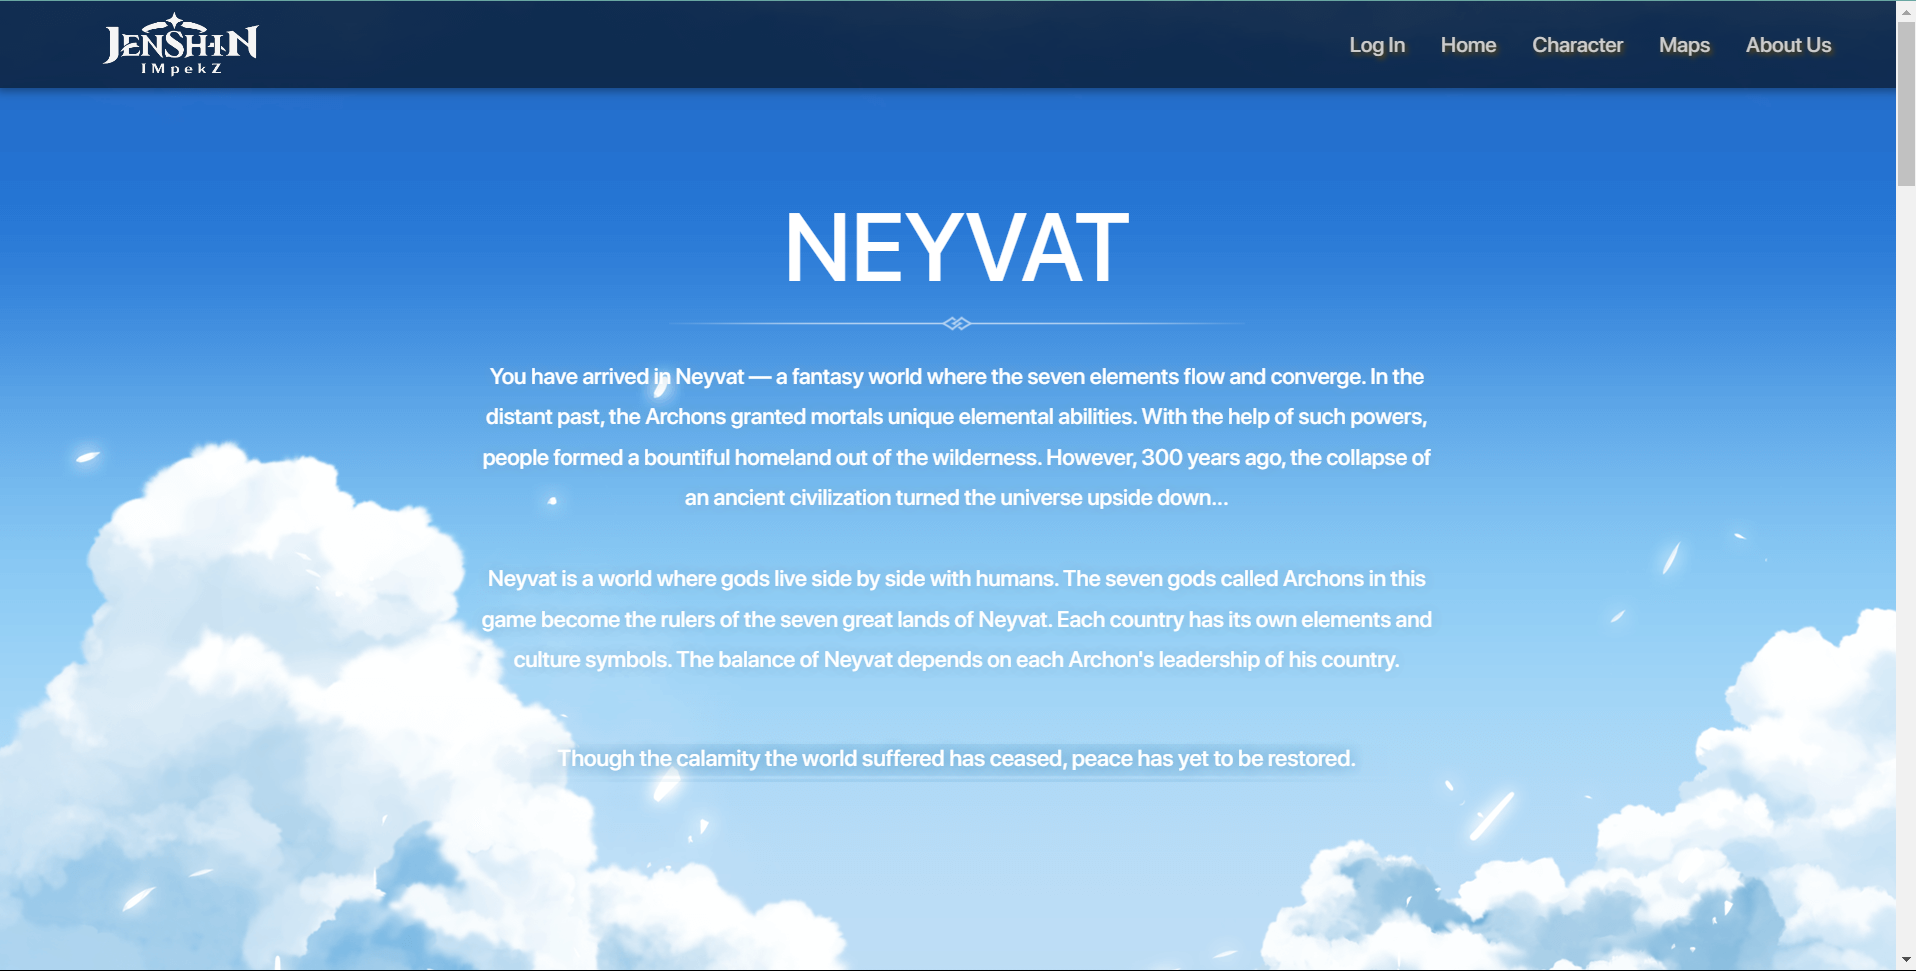 JENSHIN
IMpekZ
Log In
Home
Character
Maps
About Us
NEYVAT
You have arrived in Neyvat — a fantasy world where the seven elements flow and converge. In the
distant past, the Archons granted mortals unique elemental abilities. With the help of such powers,
people formed a bountiful homeland out of the wilderness. However, 300 years ago, the collapse of
an ancient civilization turned the universe upside down...
Neyvat is a world where gods live side by side with humans. The seven gods called Archons in this
game become the rulers of the seven great lands of Neyvat. Each country has its own elements and
culture symbols. The balance of Neyvat depends on each Archon's leadership of his country.
Though the calamity the world suffered has ceased, peace has yet to be restored.